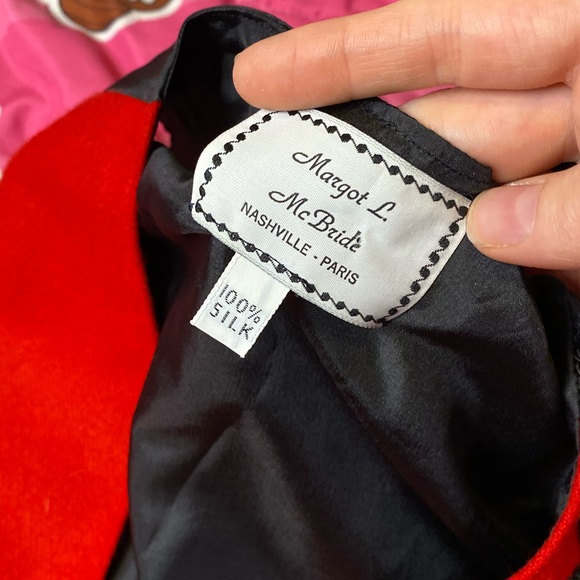 Margot L.
McBride
NASHVILLE - PARIS
100%
SILK